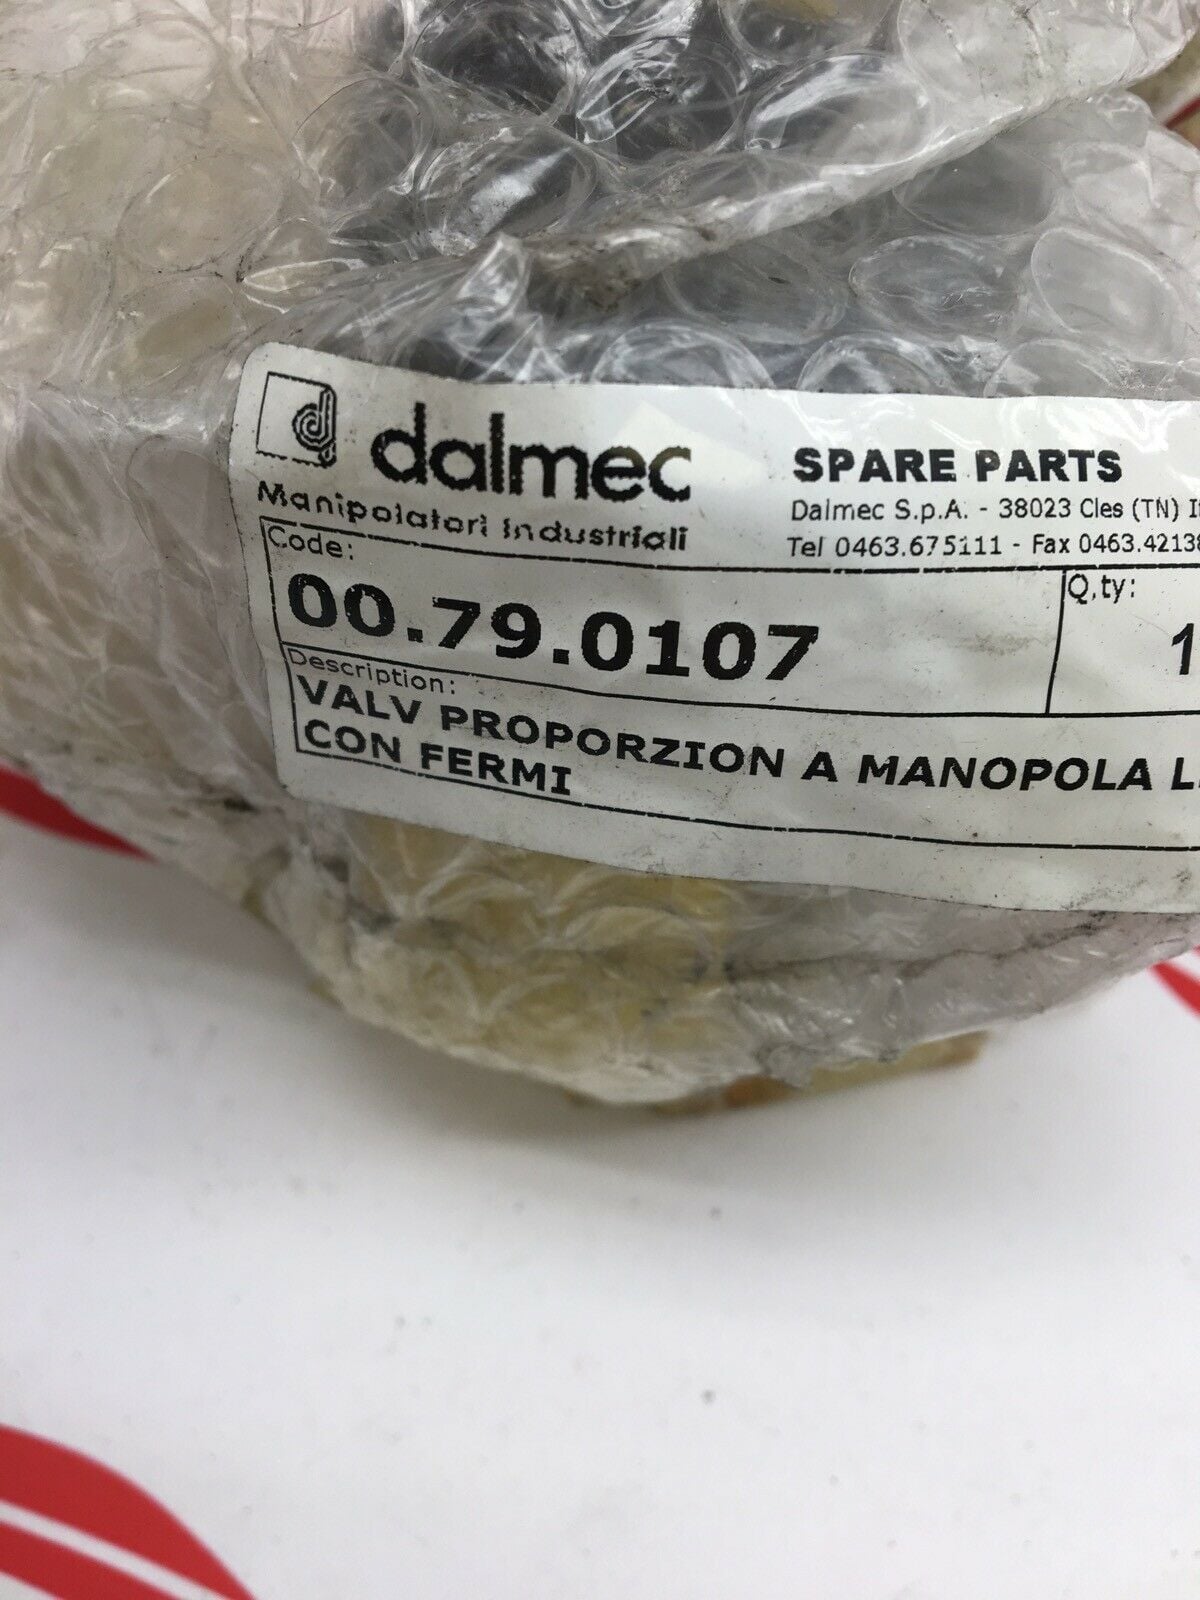 dalmec
Manipolatori Industriali
SPARE PARTS
Dalmec S.p.A. - 38023 Cles (TN)
Tel 0463.675111 - Fax 0463.42138
Code:
00.79.0107
Q.ty:
1
Description:
VALV PROPORZION A MANOPOLA
CON FERMI